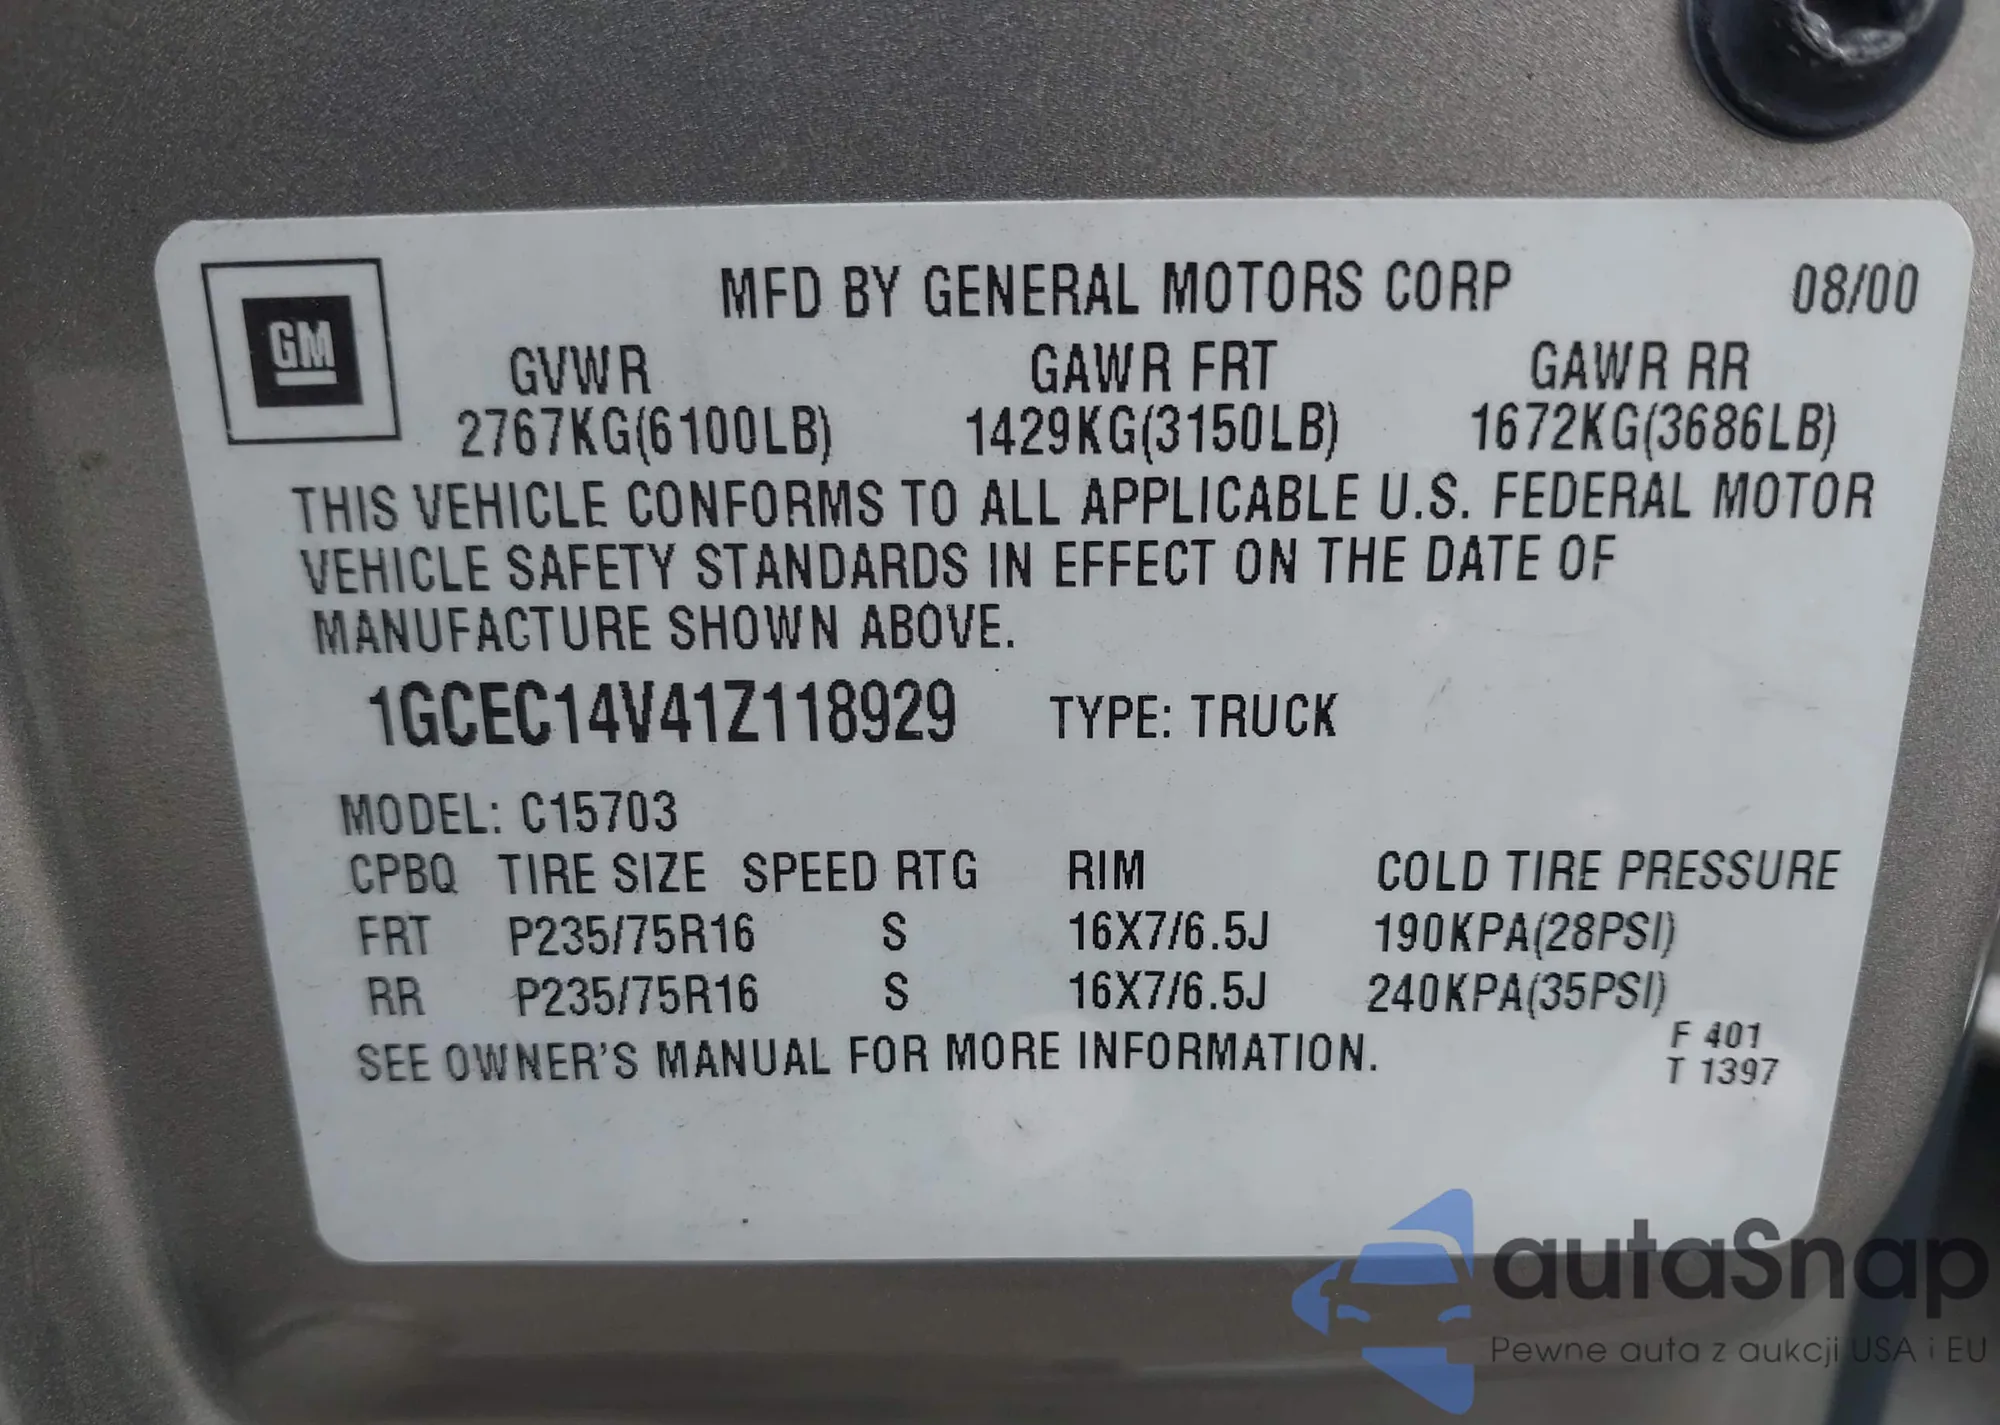 GM
MFD BY GENERAL MOTORS CORP 08/00
GVWR GAWR FRT GAWR RR
2767KG(6100LB) 1429KG(3150LB) 1672KG(3686LB)
THIS VEHICLE CONFORMS TO ALL APPLICABLE U.S. FEDERAL MOTOR
VEHICLE SAFETY STANDARDS IN EFFECT ON THE DATE OF
MANUFACTURE SHOWN ABOVE.
1GCEC14V41Z118929 TYPE: TRUCK
MODEL: C15703
CPBQ TIRE SIZE SPEED RTG RIM COLD TIRE PRESSURE
FRT P235/75R16 S 16X7/6.5J 190KPA(28PSI)
RR P235/75R16 S 16X7/6.5J 240KPA(35PSI)
SEE OWNER'S MANUAL FOR MORE INFORMATION.
F 401
T 1397
autaSnap
Pewne auta z aukcji USA i EU